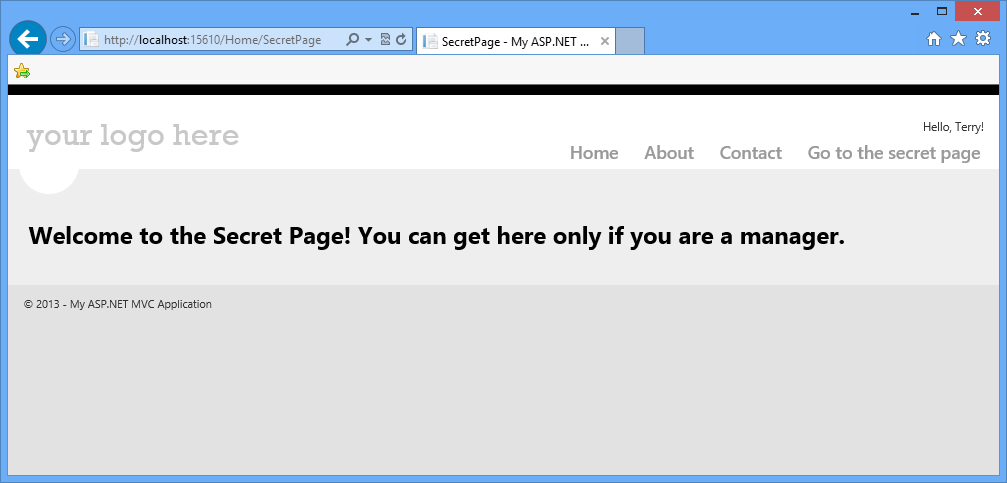 http://localhost:15610/Home/SecretPage
SecretPage - My ASP.NET ...
your logo here
Hello, Terry!
Home About Contact Go to the secret page
Welcome to the Secret Page! You can get here only if you are a manager.
© 2013 - My ASP.NET MVC Application